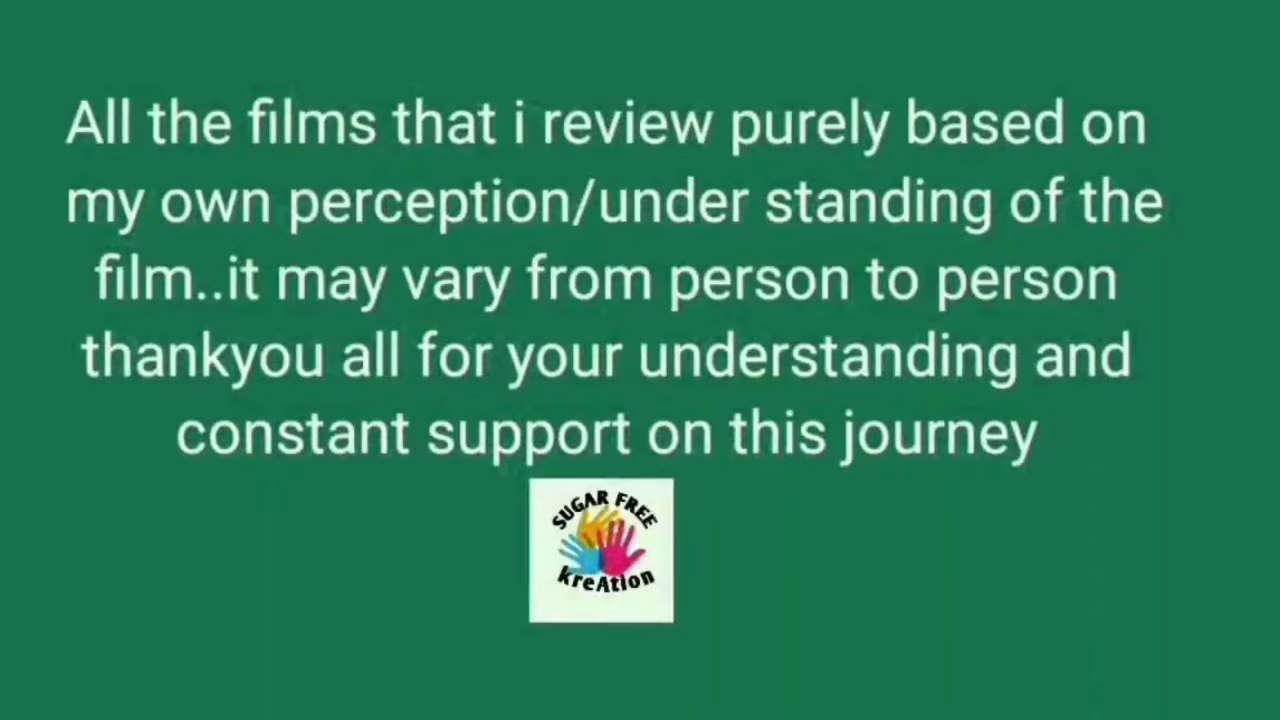 All the films that i review purely based on
my own perception/under standing of the
film..it may vary from person to person
thankyou all for your understanding and
constant support on this journey
SUGAR FREE
kreAtion